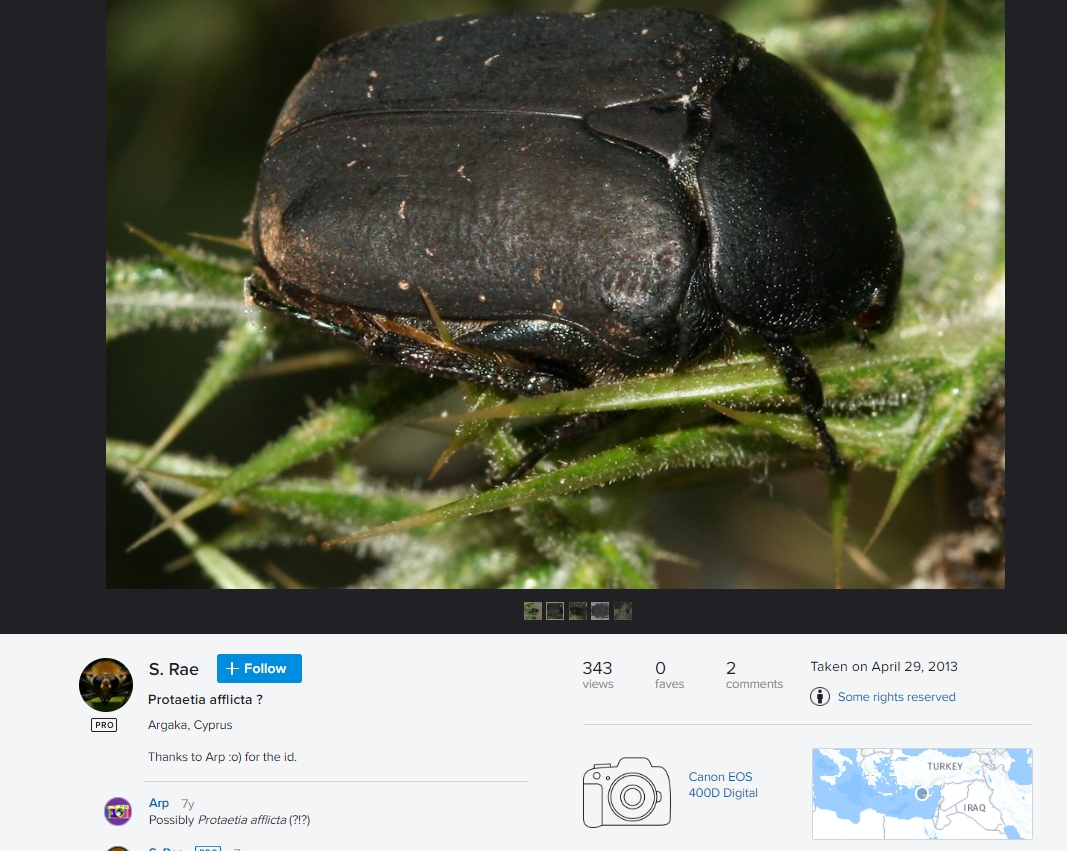 S. Rae
+ Follow
PRO
Protaetia afflicta ?
Argaka, Cyprus
Thanks to Arp :o) for the id.
Arp 7y
Possibly Protaetia afflicta (?!?)
343
views
0
faves
2
comments
Taken on April 29, 2013
Some rights reserved
Canon EOS
400D Digital
TURKEY
IRAQ